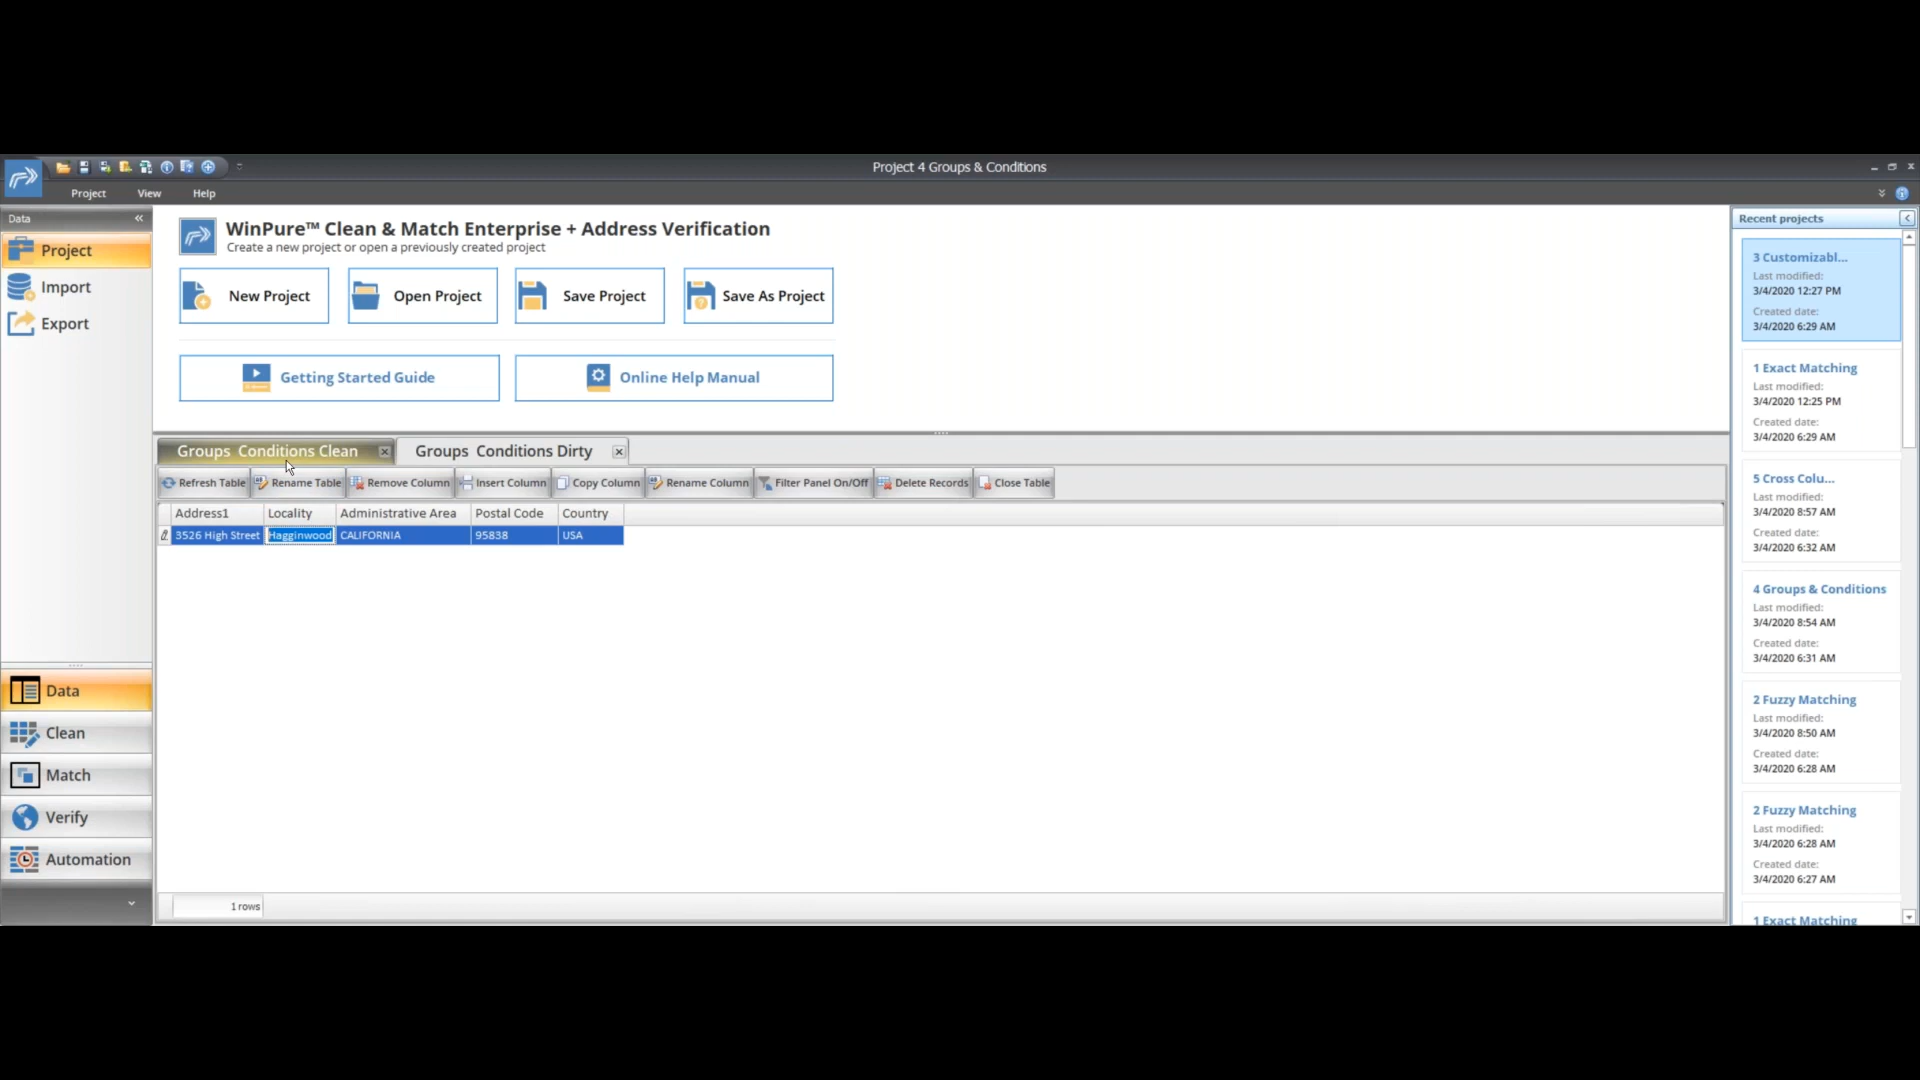 Project 4 Groups & Conditions
Project View Help
Data
Project
Import
Export
WinPure™ Clean & Match Enterprise + Address Verification
Create a new project or open a previously created project
New Project Open Project Save Project Save As Project
Getting Started Guide Online Help Manual
Groups Conditions Clean Groups Conditions Dirty
Refresh Table Rename Table Remove Column Insert Column Copy Column Rename Column Filter Panel On/Off Delete Records Close Table
Address1 Locality Administrative Area Postal Code Country
3526 High Street Hagginwood CALIFORNIA 95838 USA
1 rows
Data
Clean
Match
Verify
Automation
Recent projects
3 Customizabl...
Last modified:
3/4/2020 12:27 PM
Created date:
3/4/2020 6:29 AM
1 Exact Matching
Last modified:
3/4/2020 12:25 PM
Created date:
3/4/2020 6:29 AM
5 Cross Colu...
Last modified:
3/4/2020 8:57 AM
Created date:
3/4/2020 6:32 AM
4 Groups & Conditions
Last modified:
3/4/2020 8:54 AM
Created date:
3/4/2020 6:31 AM
2 Fuzzy Matching
Last modified:
3/4/2020 8:50 AM
Created date:
3/4/2020 6:28 AM
2 Fuzzy Matching
Last modified:
3/4/2020 6:28 AM
Created date:
3/4/2020 6:27 AM
1 Exact Matching